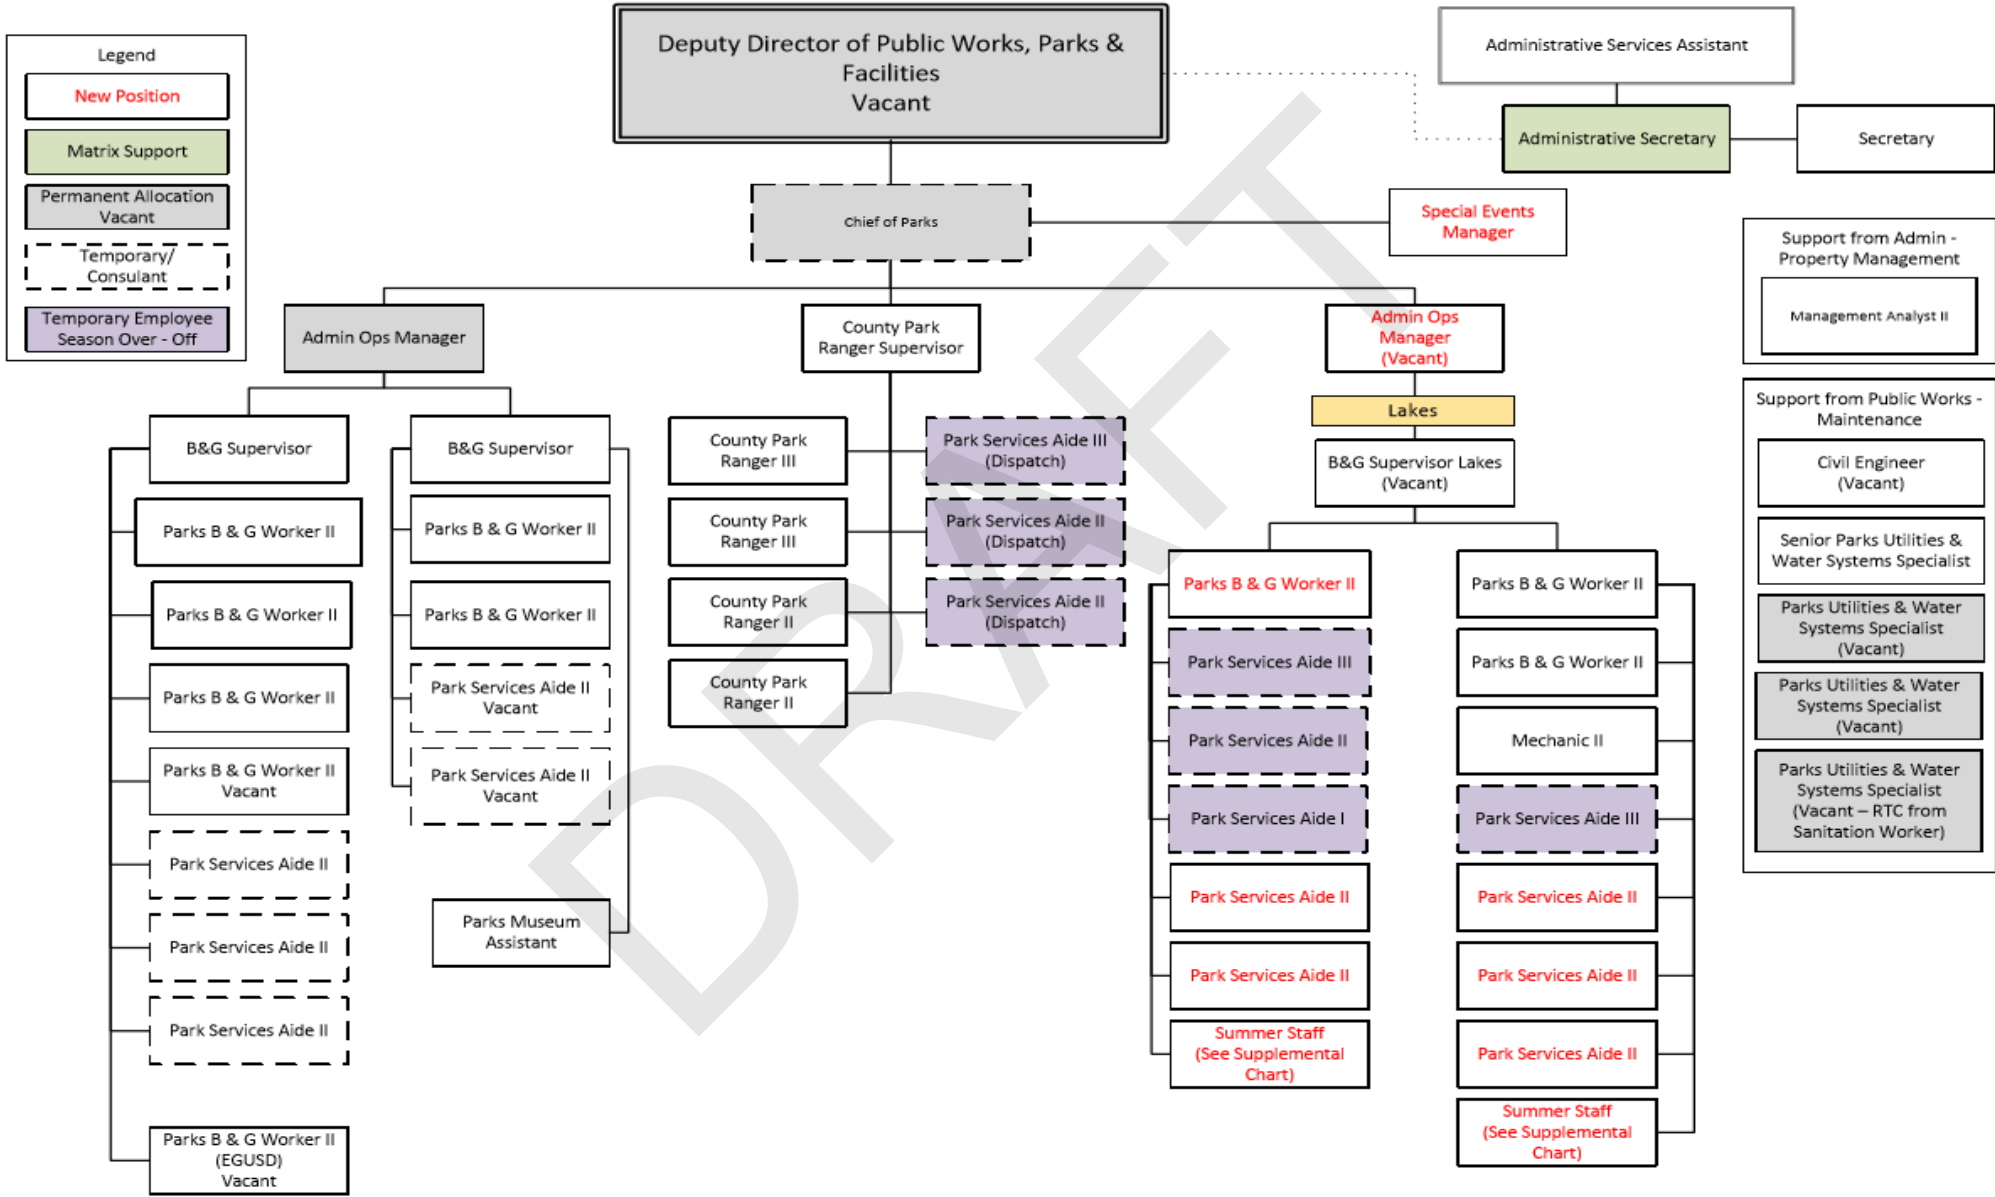 Legend
New Position
Matrix Support
Permanent Allocation
Vacant
Temporary/
Consulant
Temporary Employee
Season Over - Off
Deputy Director of Public Works, Parks &
Facilities
Vacant
Administrative Services Assistant
Administrative Secretary
Secretary
Chief of Parks
Special Events
Manager
Admin Ops Manager
County Park
Ranger Supervisor
Admin Ops
Manager
(Vacant)
Lakes
B&G Supervisor Lakes
(Vacant)
B&G Supervisor
Parks B & G Worker II
Parks B & G Worker II
Parks B & G Worker II
Parks B & G Worker II
Vacant
Park Services Aide II
Park Services Aide II
Park Services Aide II
Parks B & G Worker II
(EGUSD)
Vacant
B&G Supervisor
Parks B & G Worker II
Parks B & G Worker II
Park Services Aide II
Vacant
Park Services Aide II
Vacant
Parks Museum
Assistant
County Park
Ranger III
County Park
Ranger III
County Park
Ranger II
County Park
Ranger II
Park Services Aide III
(Dispatch)
Park Services Aide II
(Dispatch)
Park Services Aide II
(Dispatch)
Parks B & G Worker II
Park Services Aide III
Park Services Aide II
Park Services Aide I
Park Services Aide II
Park Services Aide II
Summer Staff
(See Supplemental
Chart)
Parks B & G Worker II
Parks B & G Worker II
Mechanic II
Park Services Aide III
Park Services Aide II
Park Services Aide II
Park Services Aide II
Summer Staff
(See Supplemental
Chart)
Support from Admin -
Property Management
Management Analyst II
Support from Public Works -
Maintenance
Civil Engineer
(Vacant)
Senior Parks Utilities &
Water Systems Specialist
Parks Utilities & Water
Systems Specialist
(Vacant)
Parks Utilities & Water
Systems Specialist
(Vacant)
Parks Utilities & Water
Systems Specialist
(Vacant – RTC from
Sanitation Worker)
DRAFT